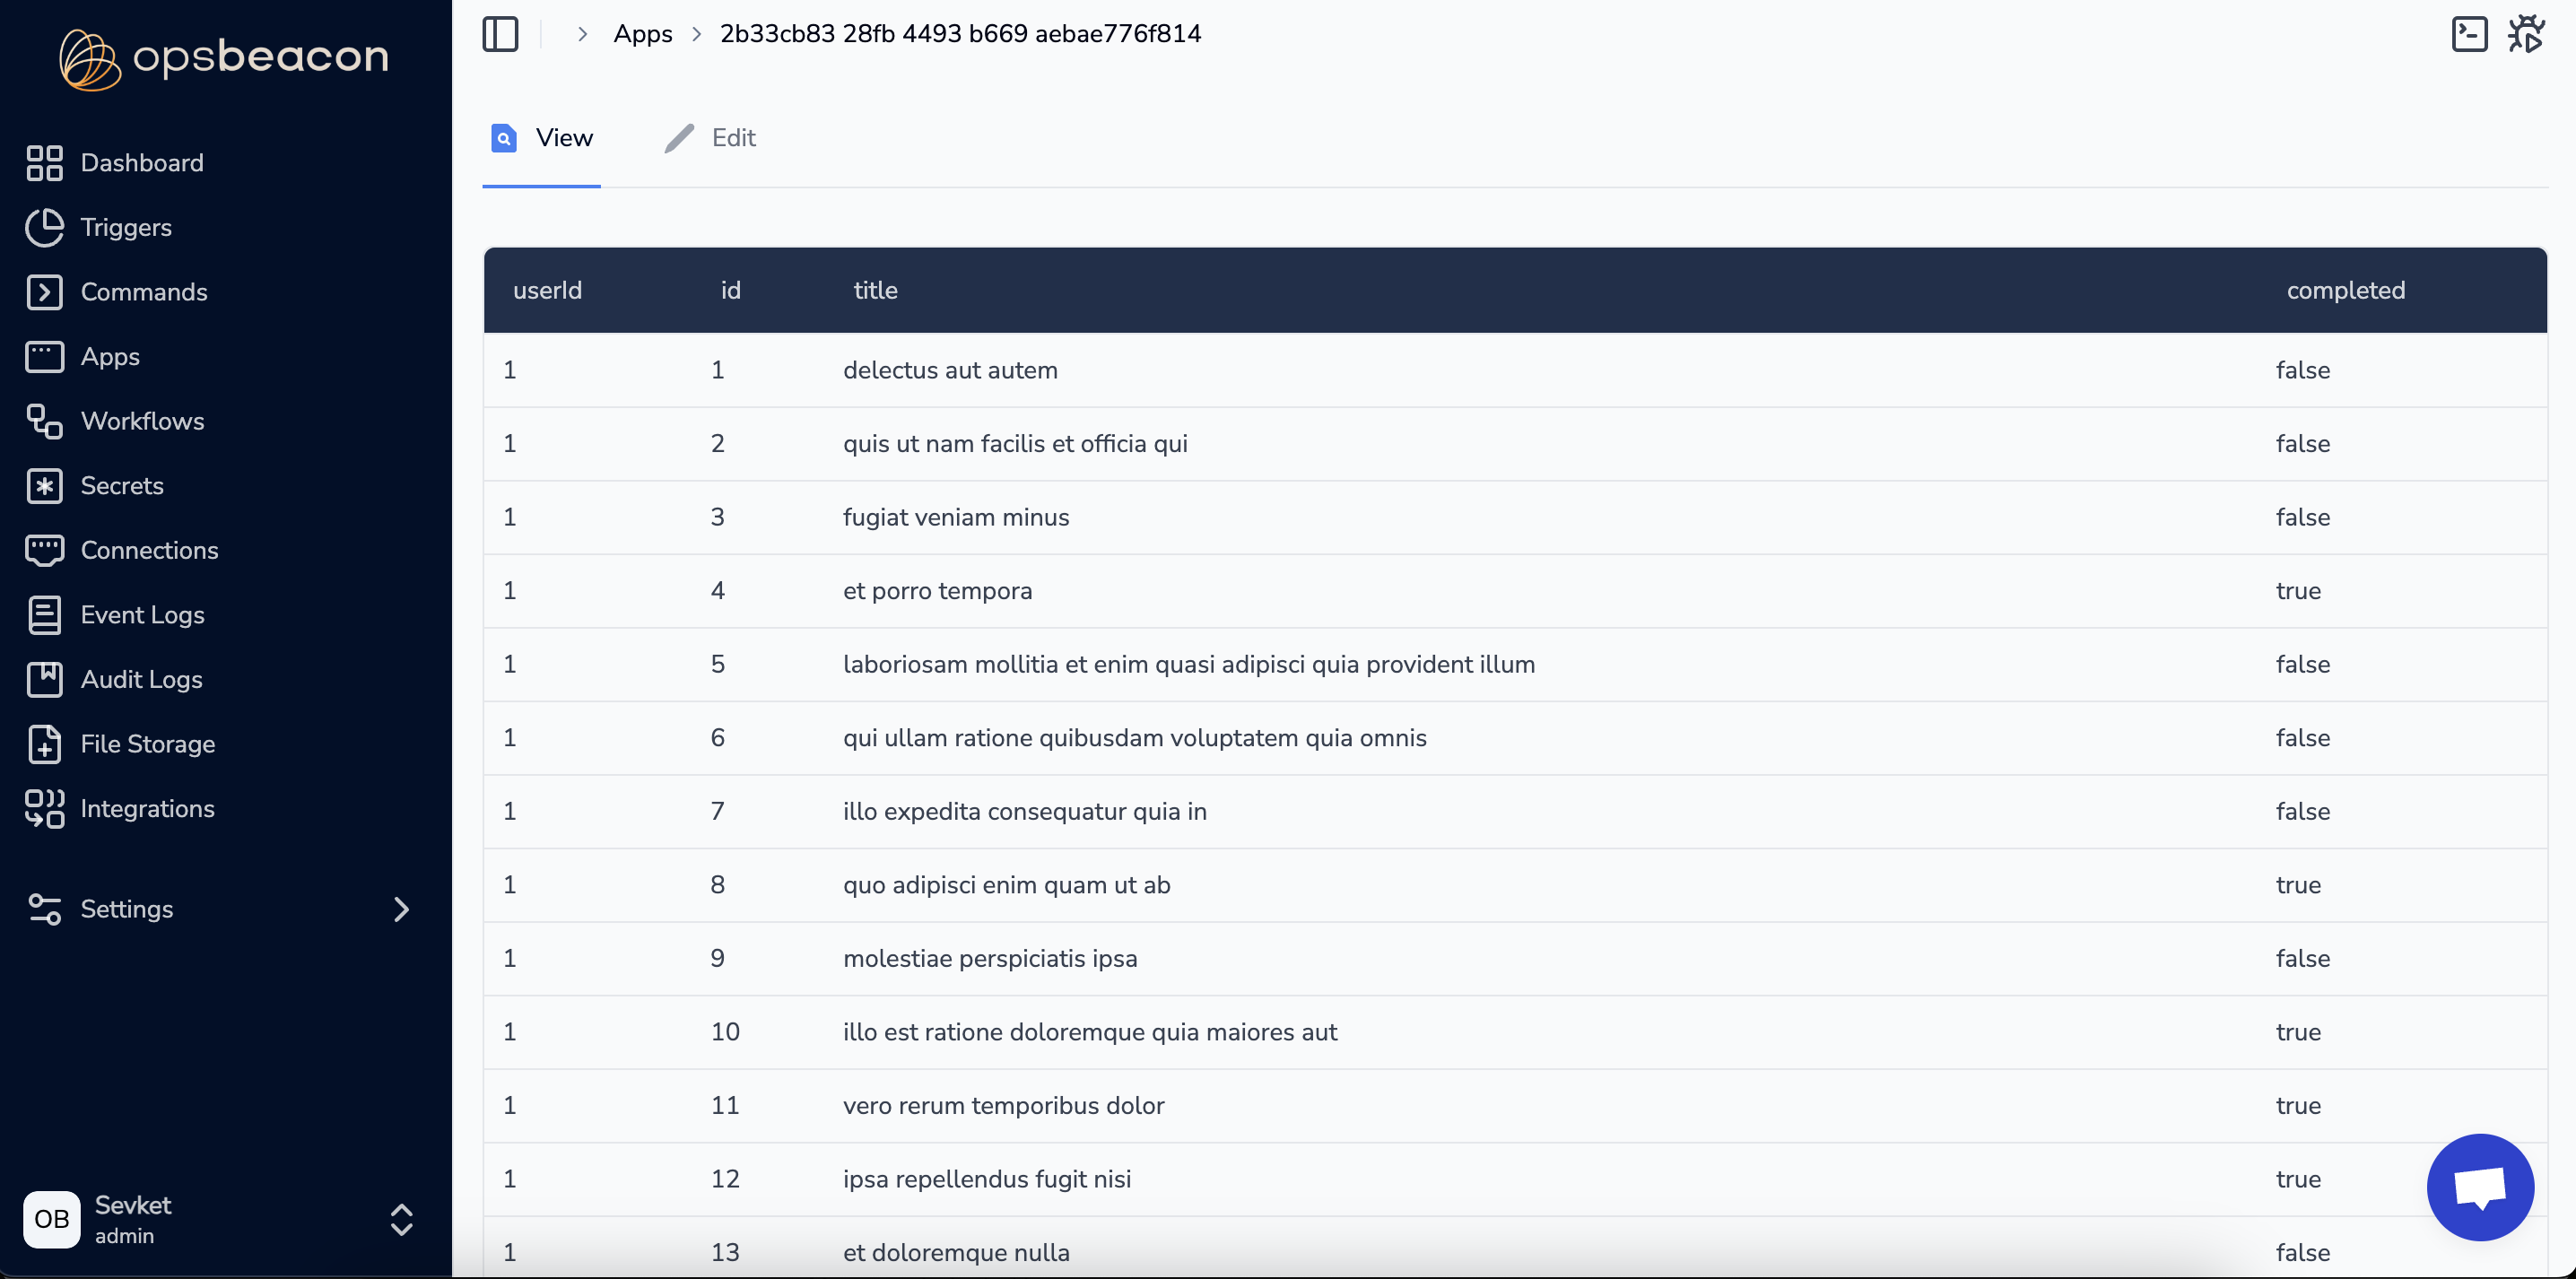 opsbeacon
Dashboard
Triggers
Commands
Apps
Workflows
Secrets
Connections
Event Logs
Audit Logs
File Storage
Integrations
Settings
OB
Sevket
admin
Apps > 2b33cb83 28fb 4493 b669 aebae776f814
View Edit
userId id title completed
1 1 delectus aut autem false
1 2 quis ut nam facilis et officia qui false
1 3 fugiat veniam minus false
1 4 et porro tempora true
1 5 laboriosam mollitia et enim quasi adipisci quia provident illum false
1 6 qui ullam ratione quibusdam voluptatem quia omnis false
1 7 illo expedita consequatur quia in false
1 8 quo adipisci enim quam ut ab true
1 9 molestiae perspiciatis ipsa false
1 10 illo est ratione doloremque quia maiores aut true
1 11 vero rerum temporibus dolor true
1 12 ipsa repellendus fugit nisi true
1 13 et doloremque nulla false